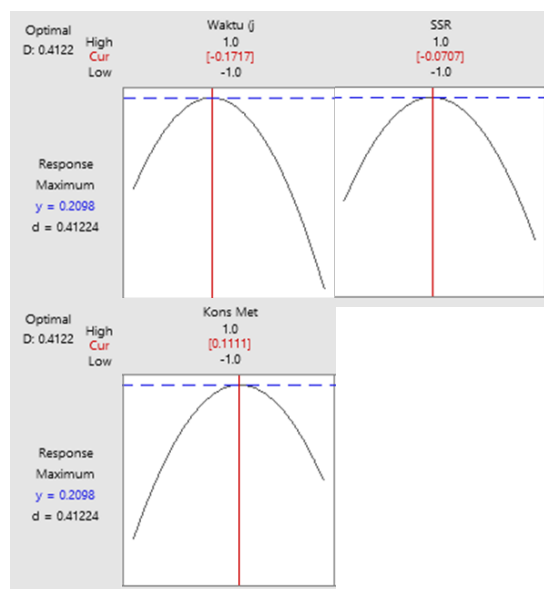 Optimal
D: 0.4122
High
Cur
Low
Waktu (j
1.0
[-0.1717]
-1.0
SSR
1.0
[-0.0707]
-1.0
Response
Maximum
y = 0.2098
d = 0.41224
Optimal
D: 0.4122
High
Cur
Low
Kons Met
1.0
[0.1111]
-1.0
Response
Maximum
y = 0.2098
d = 0.41224